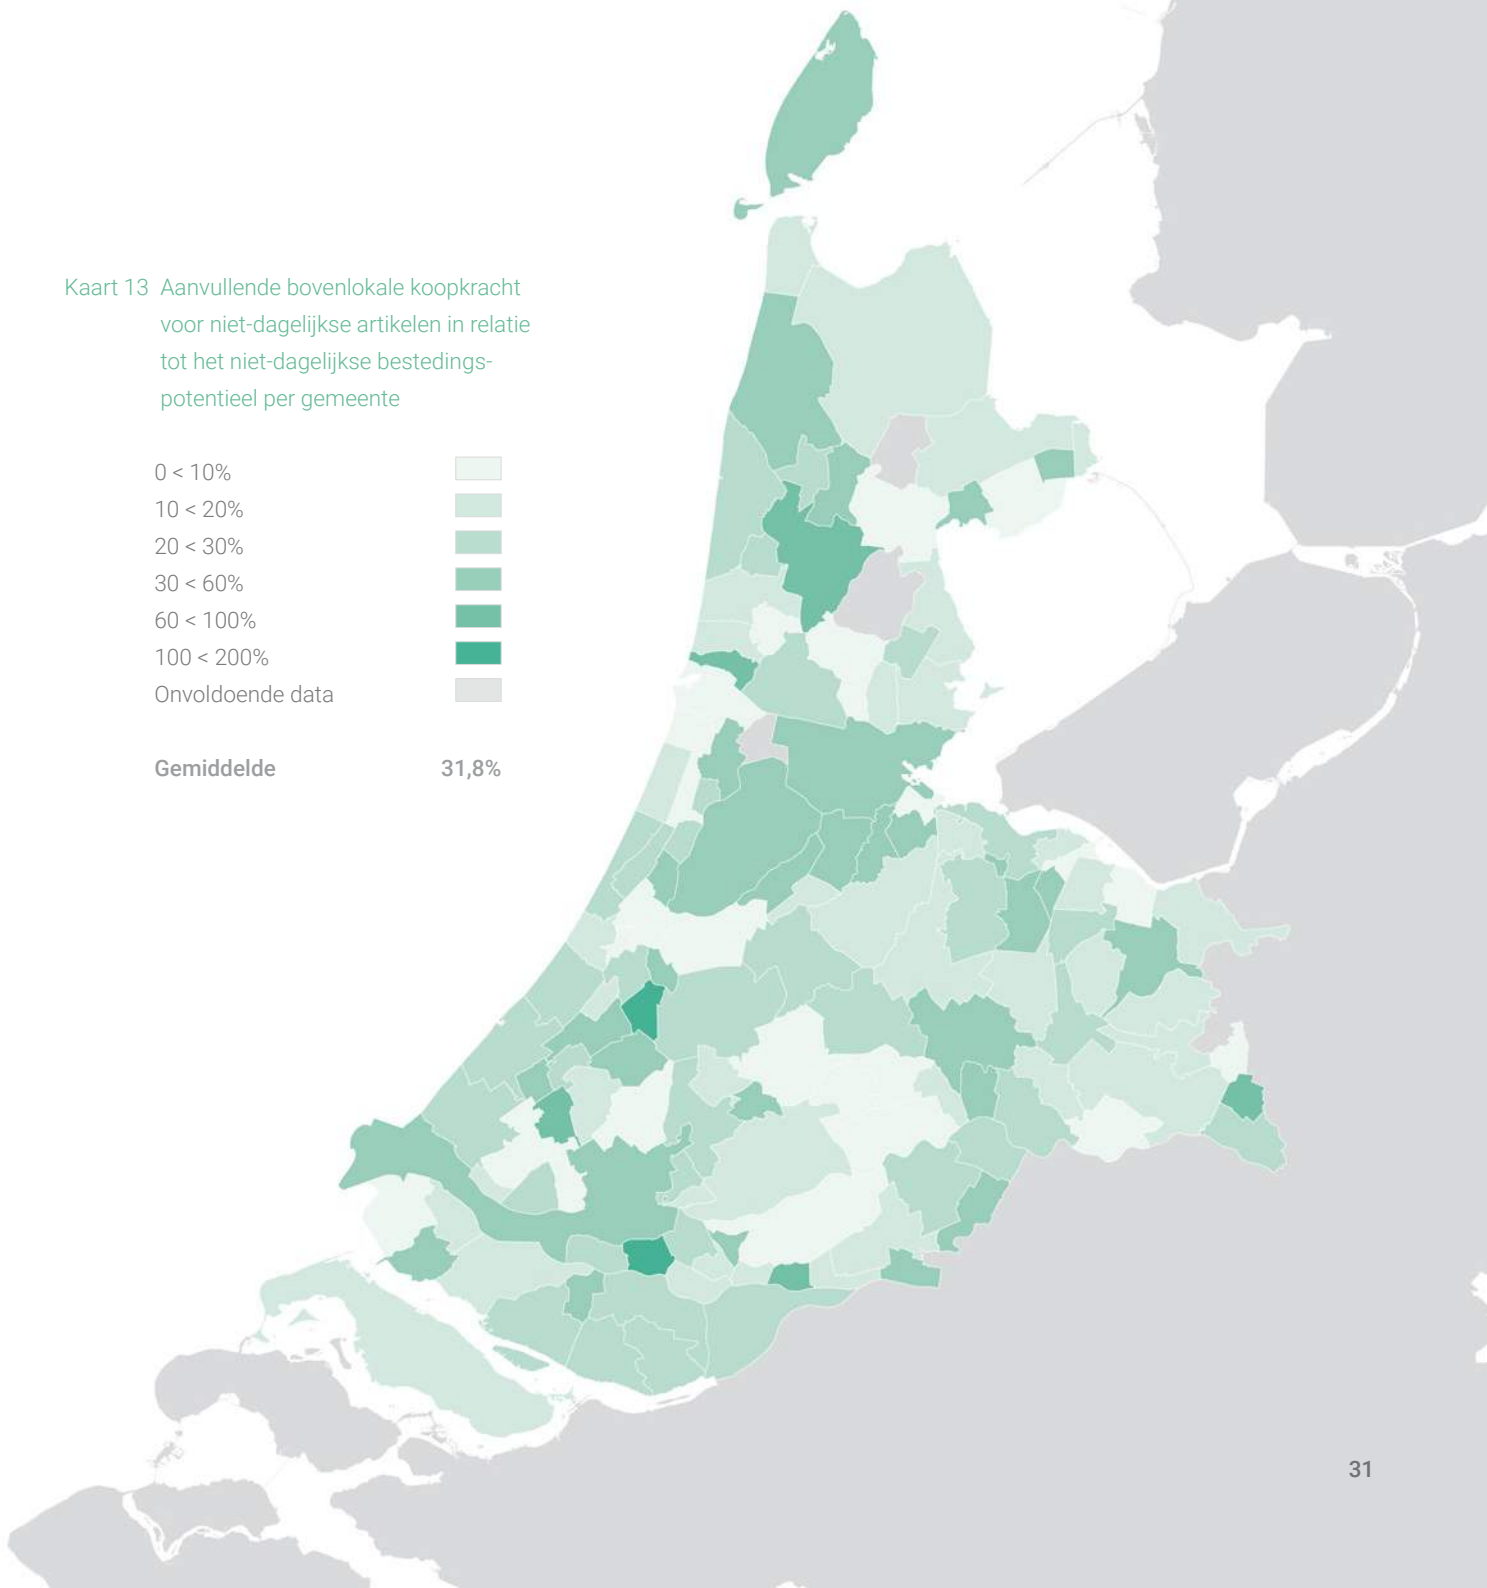 Kaart 13 Aanvullende bovenlokale koopkracht
voor niet-dagelijkse artikelen in relatie
tot het niet-dagelijkse bestedings-
potentieel per gemeente
0 < 10%
10 < 20%
20 < 30%
30 < 60%
60 < 100%
100 < 200%
Onvoldoende data
Gemiddelde 31,8%
31